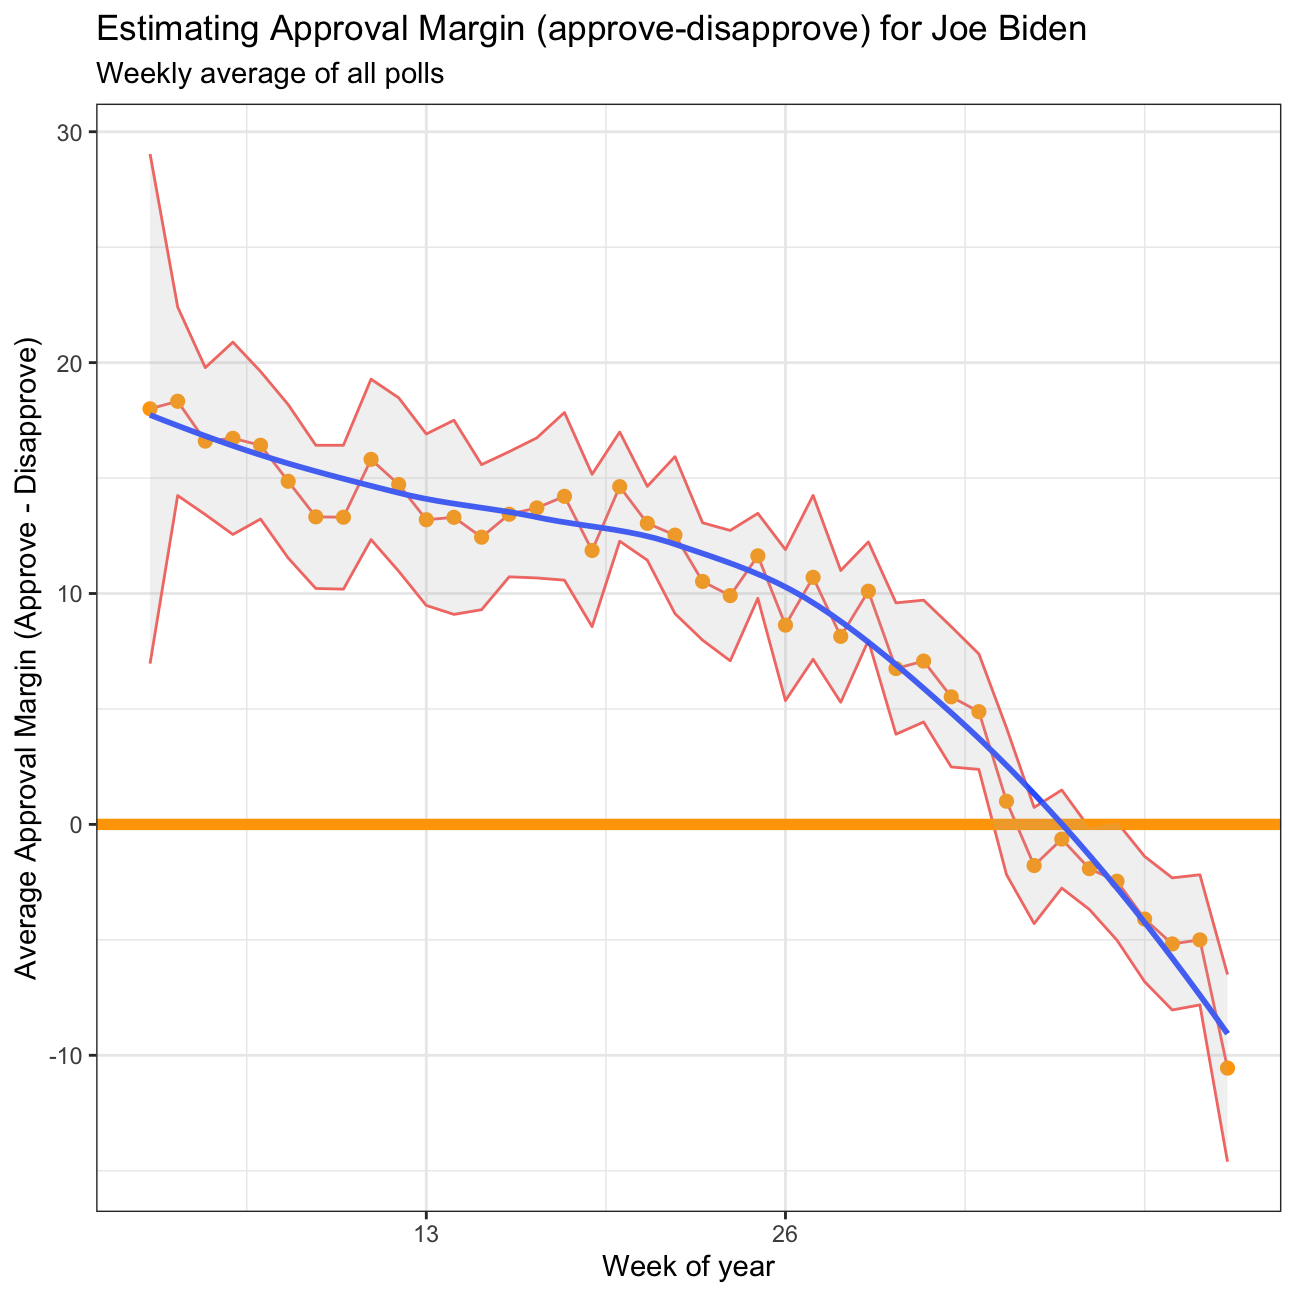 Estimating Approval Margin (approve-disapprove) for Joe Biden
Weekly average of all polls
Average Approval Margin (Approve - Disapprove)
30
20
10
0
-10
13
26
Week of year